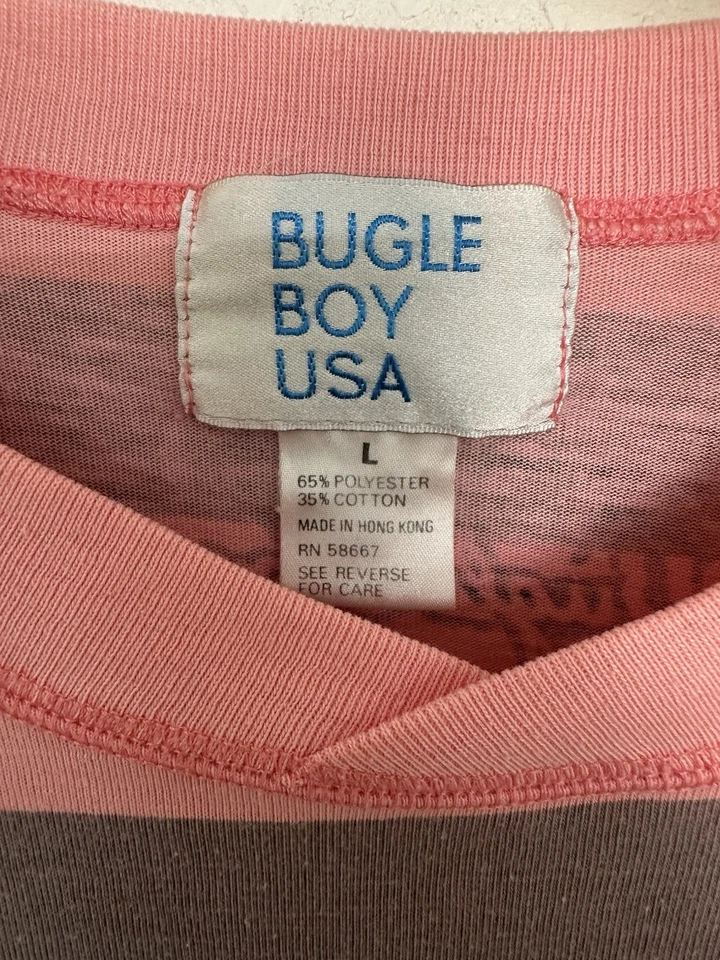 BUGLE
BOY
USA
L
65% POLYESTER
35% COTTON
MADE IN HONG KONG
RN 58667
SEE REVERSE
FOR CARE